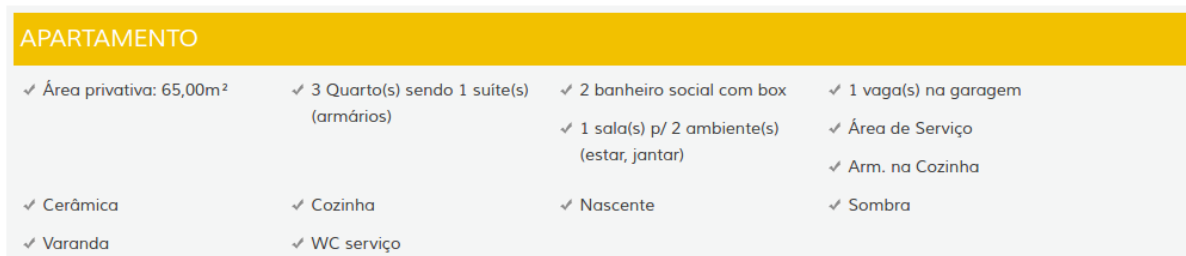 APARTAMENTO
Área privativa: 65,00m²
3 Quarto(s) sendo 1 suíte(s)
(armários)
2 banheiro social com box
1 vaga(s) na garagem
1 sala(s) p/ 2 ambiente(s)
(estar, jantar)
Área de Serviço
Arm. na Cozinha
Cerâmica
Cozinha
Nascente
Sombra
Varanda
WC serviço